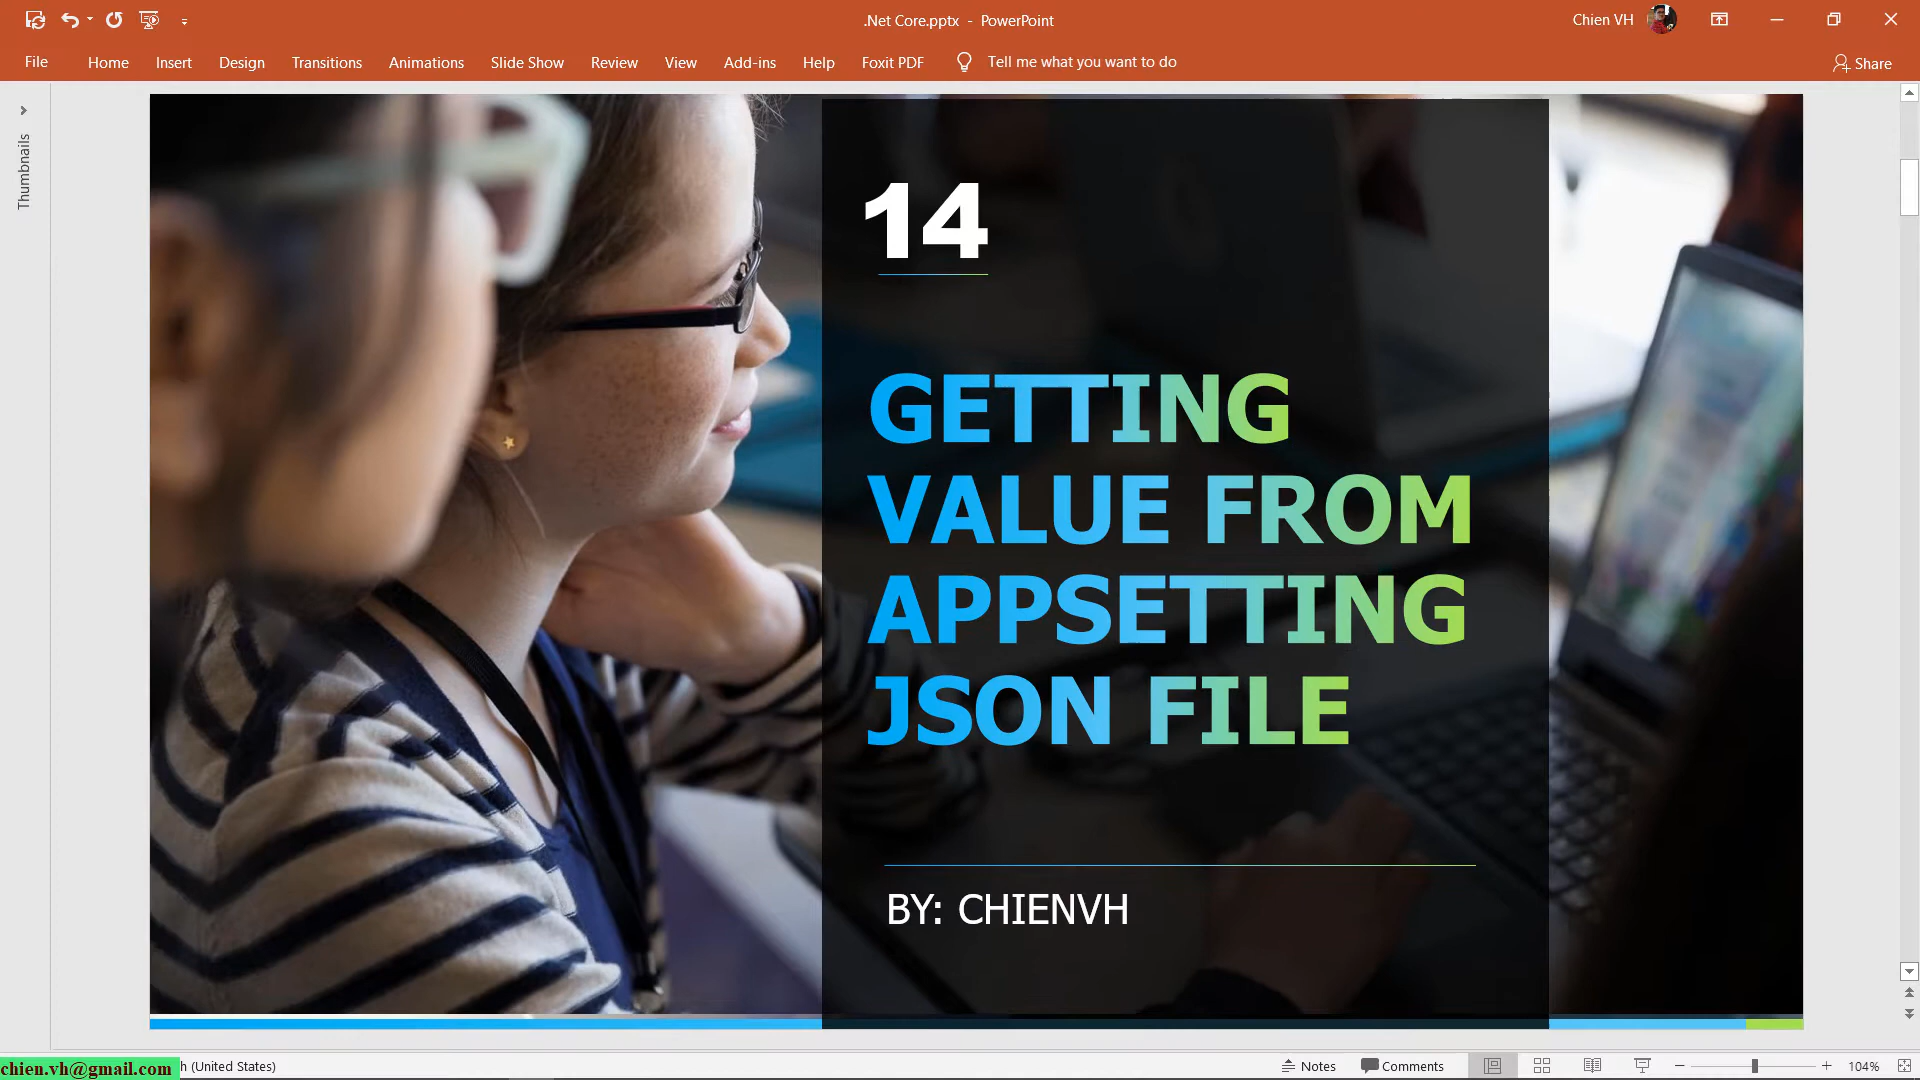 .Net Core.pptx - PowerPoint
Chien VH
File Home Insert Design Transitions Animations Slide Show Review View Add-ins Help Foxit PDF Tell me what you want to do Share
Thumbnails
14
GETTING
VALUE FROM
APPSETTING
JSON FILE
BY: CHIENVH
chien.vh@gmail.com h (United States) Notes Comments 104%